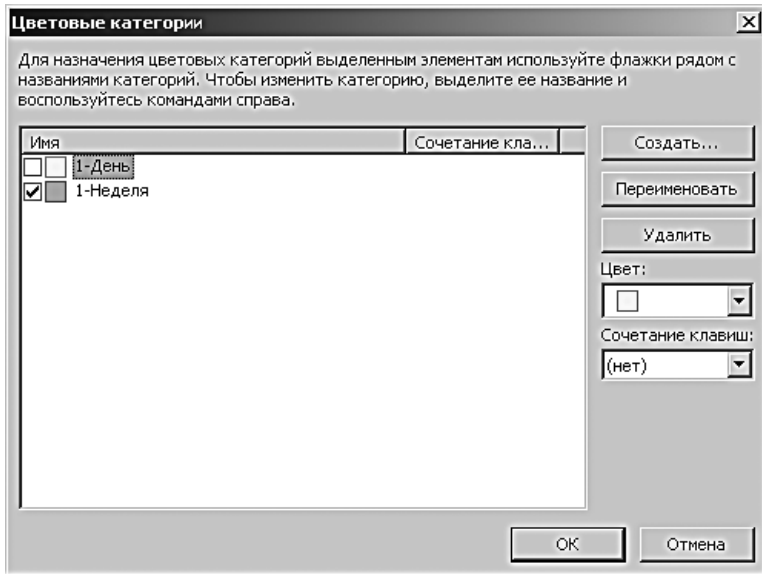 Цветовые категории
Для назначения цветовых категорий выделенным элементам используйте флажки рядом с
названиями категорий. Чтобы изменить категорию, выделите ее название и
воспользуйтесь командами справа.
Имя Сочетание кла...
1-День
1-Неделя
Создать...
Переименовать
Удалить
Цвет:
Сочетание клавиш:
(нет)
ОК Отмена